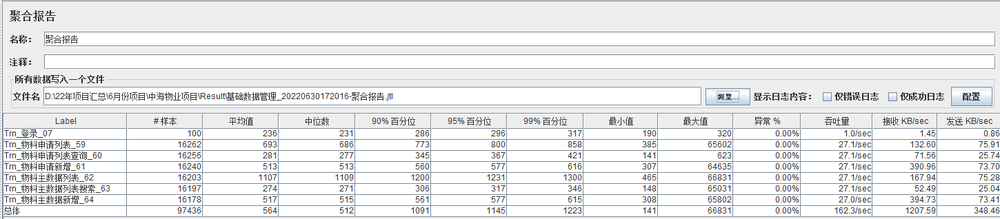 聚合报告
名称： 聚合报告
注释：
所有数据写入一个文件
文件名 D:\22年项目汇总\6月份项目\中海物业项目\Result\基础数据管理_20220630172016-聚合报告.jtl 浏览... 显示日志内容： 仅错误日志 仅成功日志 配置
Label # 样本 平均值 中位数 90% 百分位 95% 百分位 99% 百分位 最小值 最大值 异常 % 吞吐量 接收 KB/sec 发送 KB/sec
Trn_登录_07 100 236 231 286 296 317 190 320 0.00% 1.0/sec 1.45 0.86
Trn_物料申请列表_59 16262 693 686 773 800 858 385 65602 0.00% 27.1/sec 132.60 75.91
Trn_物料申请列表查询_60 16256 281 277 345 367 421 141 623 0.00% 27.1/sec 71.56 25.74
Trn_物料申请新增_61 16240 513 513 560 577 616 307 64635 0.00% 27.1/sec 390.96 73.70
Trn_物料主数据列表_62 16203 1107 1109 1200 1231 1300 465 66831 0.00% 27.1/sec 167.94 75.28
Trn_物料主数据列表搜索_63 16197 274 271 306 317 346 148 65031 0.00% 27.1/sec 52.49 25.04
Trn_物料主数据新增_64 16178 517 515 561 577 615 308 65802 0.00% 27.0/sec 394.73 73.41
总体 97436 564 512 1091 1145 1223 141 66831 0.00% 162.3/sec 1207.59 348.46